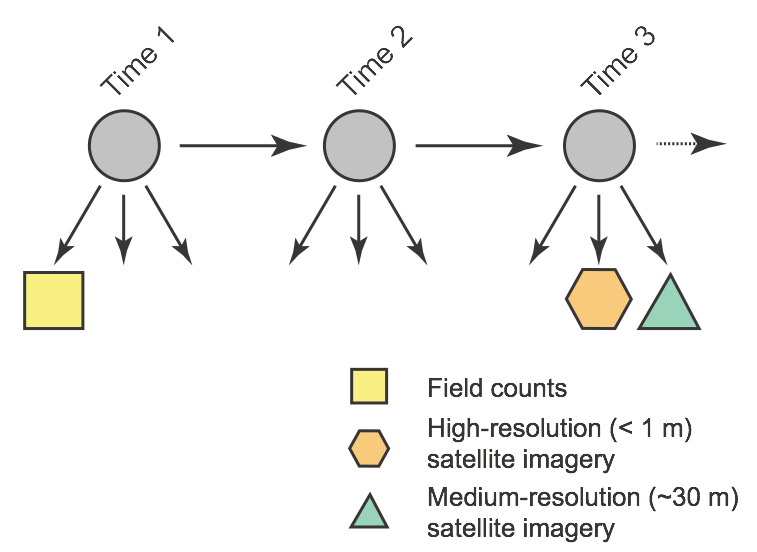 Time 1
Time 2
Time 3
Field counts
High-resolution (< 1 m)
satellite imagery
Medium-resolution (~30 m)
satellite imagery